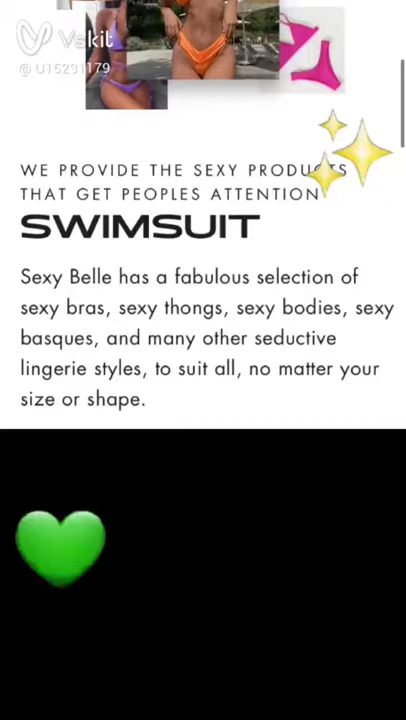 Vskit
@U15231179
WE PROVIDE THE SEXY PRODUCTS
THAT GET PEOPLES ATTENTION
SWIMSUIT
Sexy Belle has a fabulous selection of
sexy bras, sexy thongs, sexy bodies, sexy
basques, and many other seductive
lingerie styles, to suit all, no matter your
size or shape.